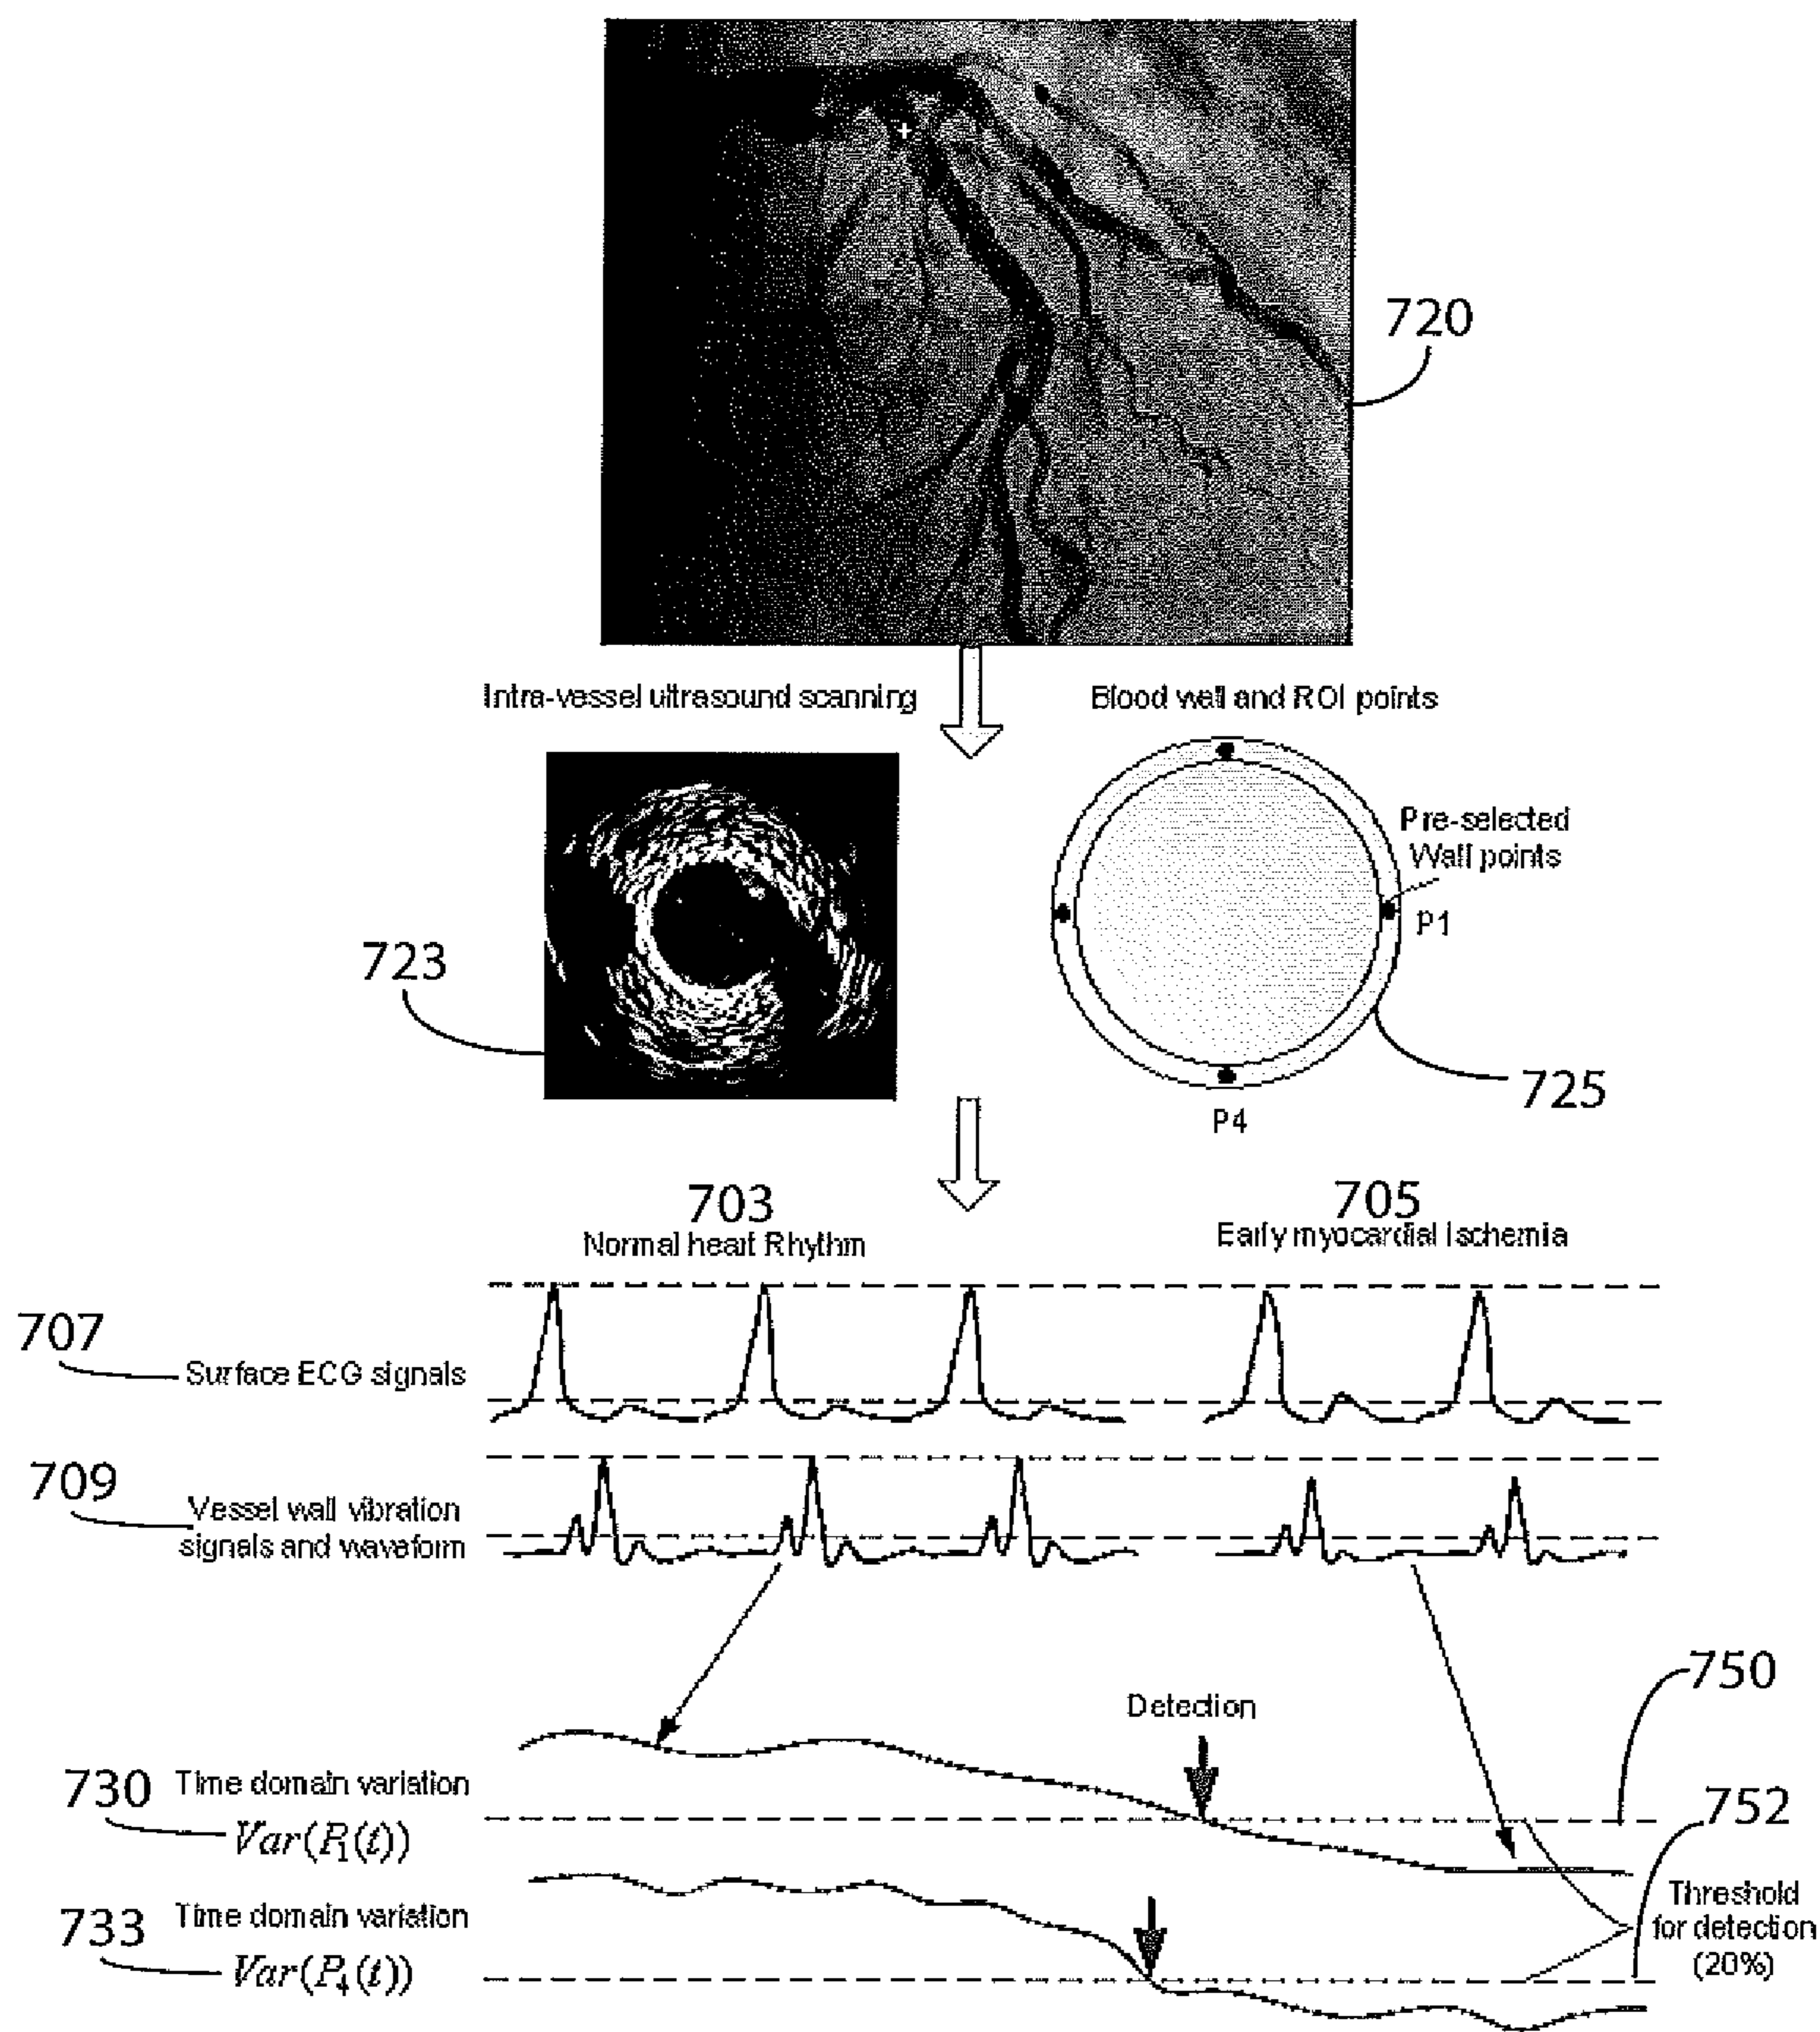 720
Intra-vessel ultrasound scanning
Blood wall and ROI points
Pre-selected
Wall points
P1
723
725
P4
703
Normal heart Rhythm
705
Early myocardial Ischemia
707
Surface ECG signals
709
Vessel wall vibration
signals and waveform
750
Detection
730
Time domain variation
Var(P₁(t))
752
Threshold
for detection
(20%)
733
Time domain variation
Var(P₄(t))